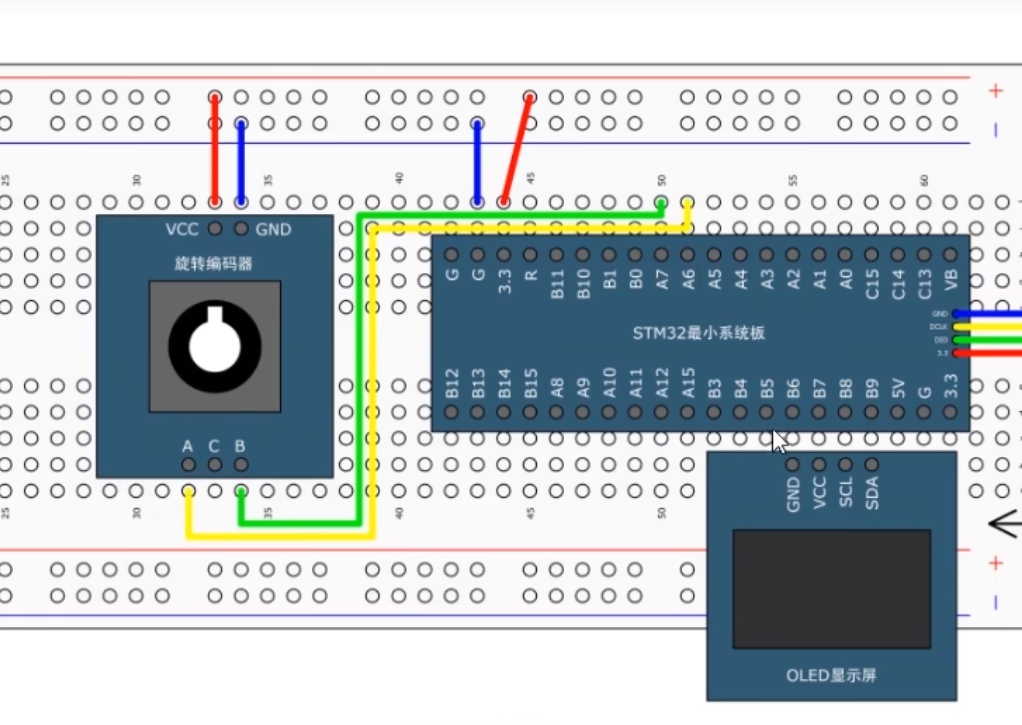 +
25 30 35 40 45 50 55 60
−
VCC GND
旋转编码器
A C B
G G 3.3 R B11 B10 B1 B0 A7 A6 A5 A4 A3 A2 A1 A0 C15 C14 C13 VB
GND
DCLK
DIO
3.3
STM32最小系统板
B12 B13 B14 B15 A8 A9 A10 A11 A12 A15 B3 B4 B5 B6 B7 B8 B9 5V G 3.3
GND VCC SCL SDA
25 30 35 40 45 50
+
−
OLED显示屏